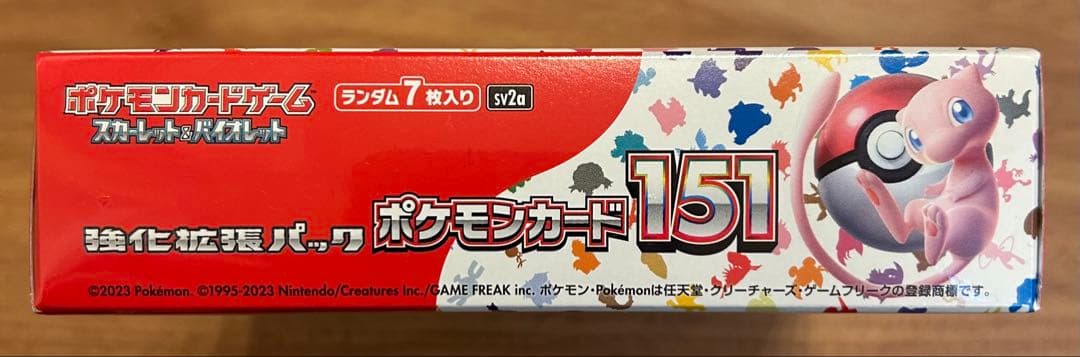 ポケモンカードゲーム
スカーレット&バイオレット
ランダム7枚入り
sv2a
強化拡張パック
ポケモンカード151
©2023 Pokémon. ©1995-2023 Nintendo/Creatures Inc./GAME FREAK inc. ポケモン・Pokémonは任天堂・クリーチャーズ・ゲームフリークの登録商標です。